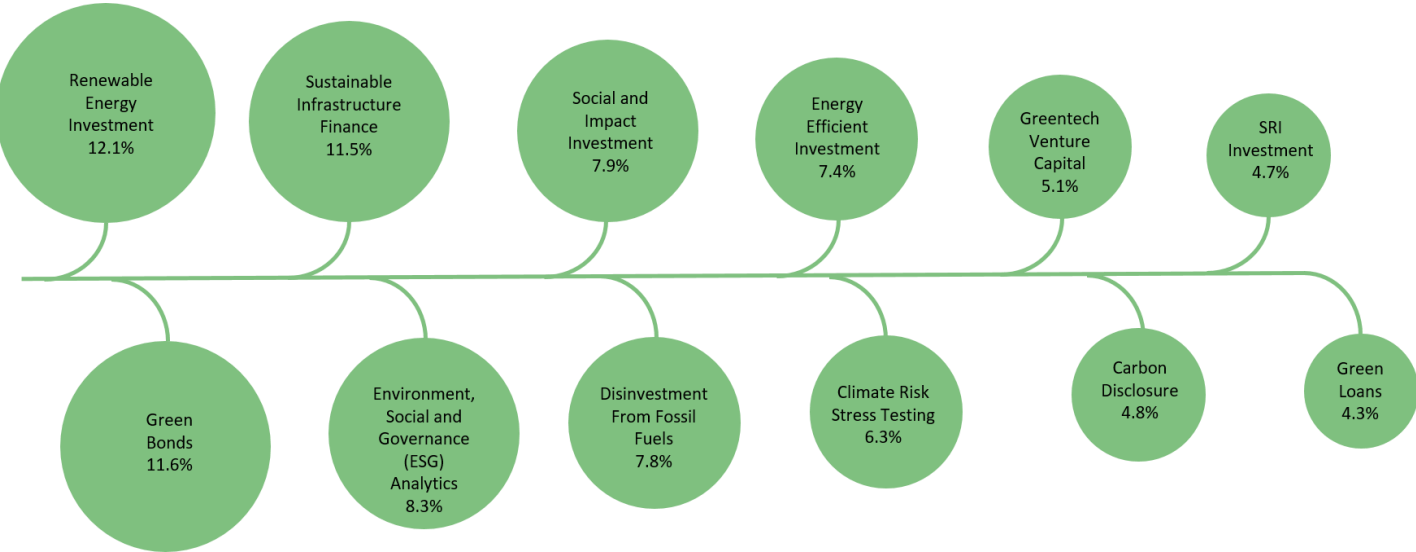 Renewable
Energy
Investment
12.1%
Sustainable
Infrastructure
Finance
11.5%
Social and
Impact
Investment
7.9%
Energy
Efficient
Investment
7.4%
Greentech
Venture
Capital
5.1%
SRI
Investment
4.7%
Green
Bonds
11.6%
Environment,
Social and
Governance
(ESG)
Analytics
8.3%
Disinvestment
From Fossil
Fuels
7.8%
Climate Risk
Stress Testing
6.3%
Carbon
Disclosure
4.8%
Green
Loans
4.3%